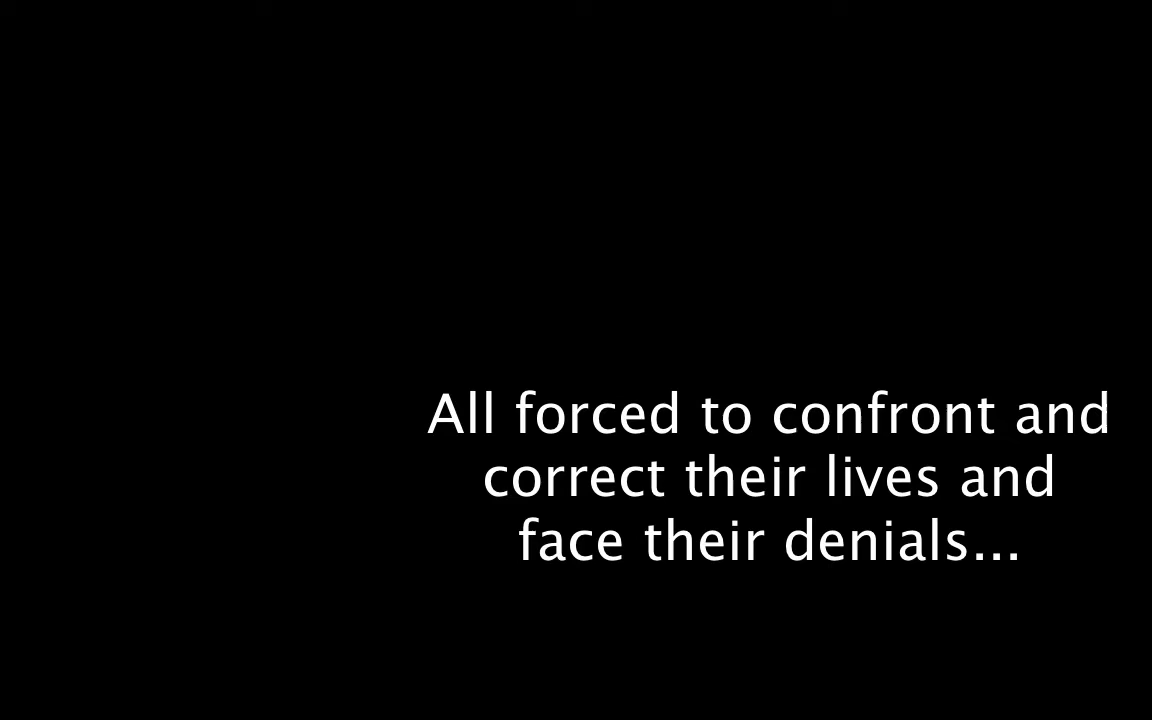 All forced to confront and
correct their lives and
face their denials...